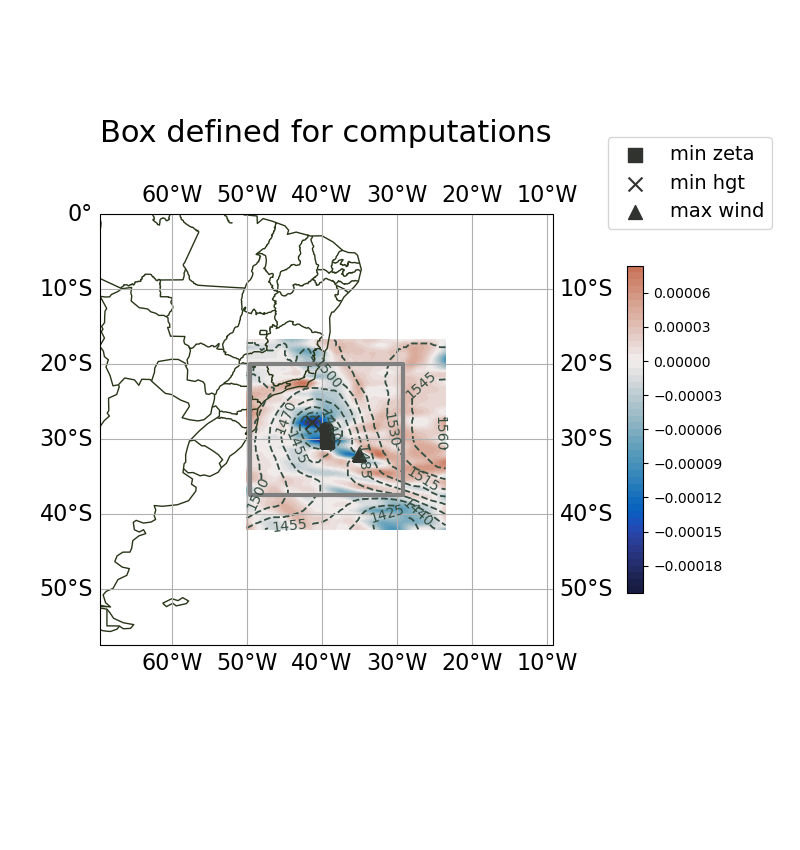 Box defined for computations
min zeta
min hgt
max wind
60°W 50°W 40°W 30°W 20°W 10°W
0°
10°S 10°S
20°S 20°S
30°S 30°S
40°S 40°S
50°S 50°S
60°W 50°W 40°W 30°W 20°W 10°W
0.00006
0.00003
0.00000
−0.00003
−0.00006
−0.00009
−0.00012
−0.00015
−0.00018
1545
1470
1530
1560
1455
1485
1515
1500
1425
1440
1455